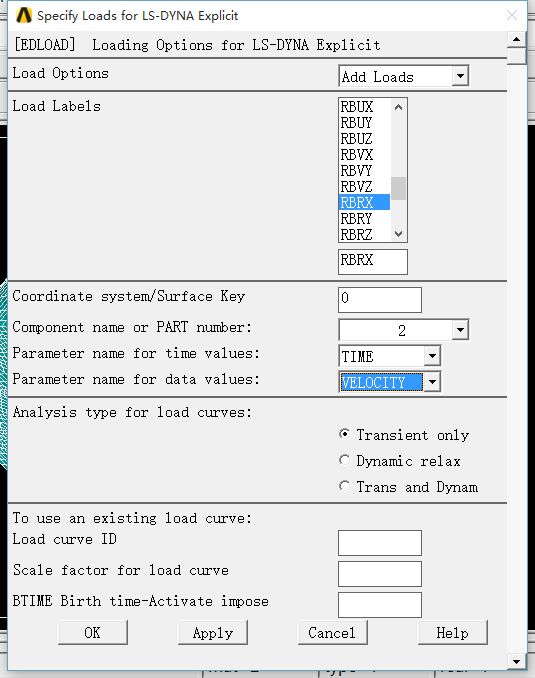 Specify Loads for LS-DYNA Explicit
[EDLOAD] Loading Options for LS-DYNA Explicit
Load Options Add Loads
Load Labels
RBUX
RBUY
RBUZ
RBVX
RBVY
RBVZ
RBRX
RBRY
RBRZ
RBRX
Coordinate system/Surface Key 0
Component name or PART number: 2
Parameter name for time values: TIME
Parameter name for data values: VELOCITY
Analysis type for load curves:
Transient only
Dynamic relax
Trans and Dynam
To use an existing load curve:
Load curve ID
Scale factor for load curve
BTIME Birth time-Activate impose
OK Apply Cancel Help